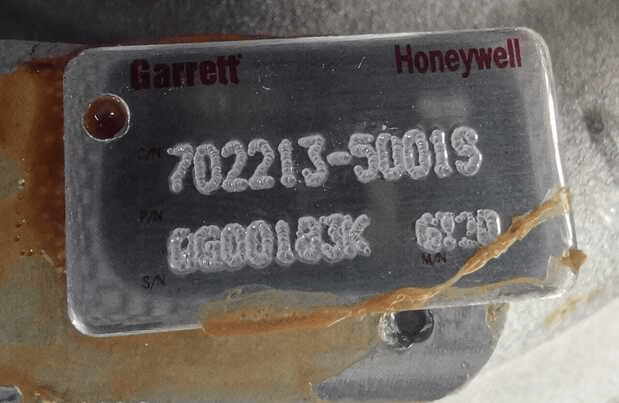 Garrett Honeywell
C/N 702213-5001S
P/N
S/N M/N